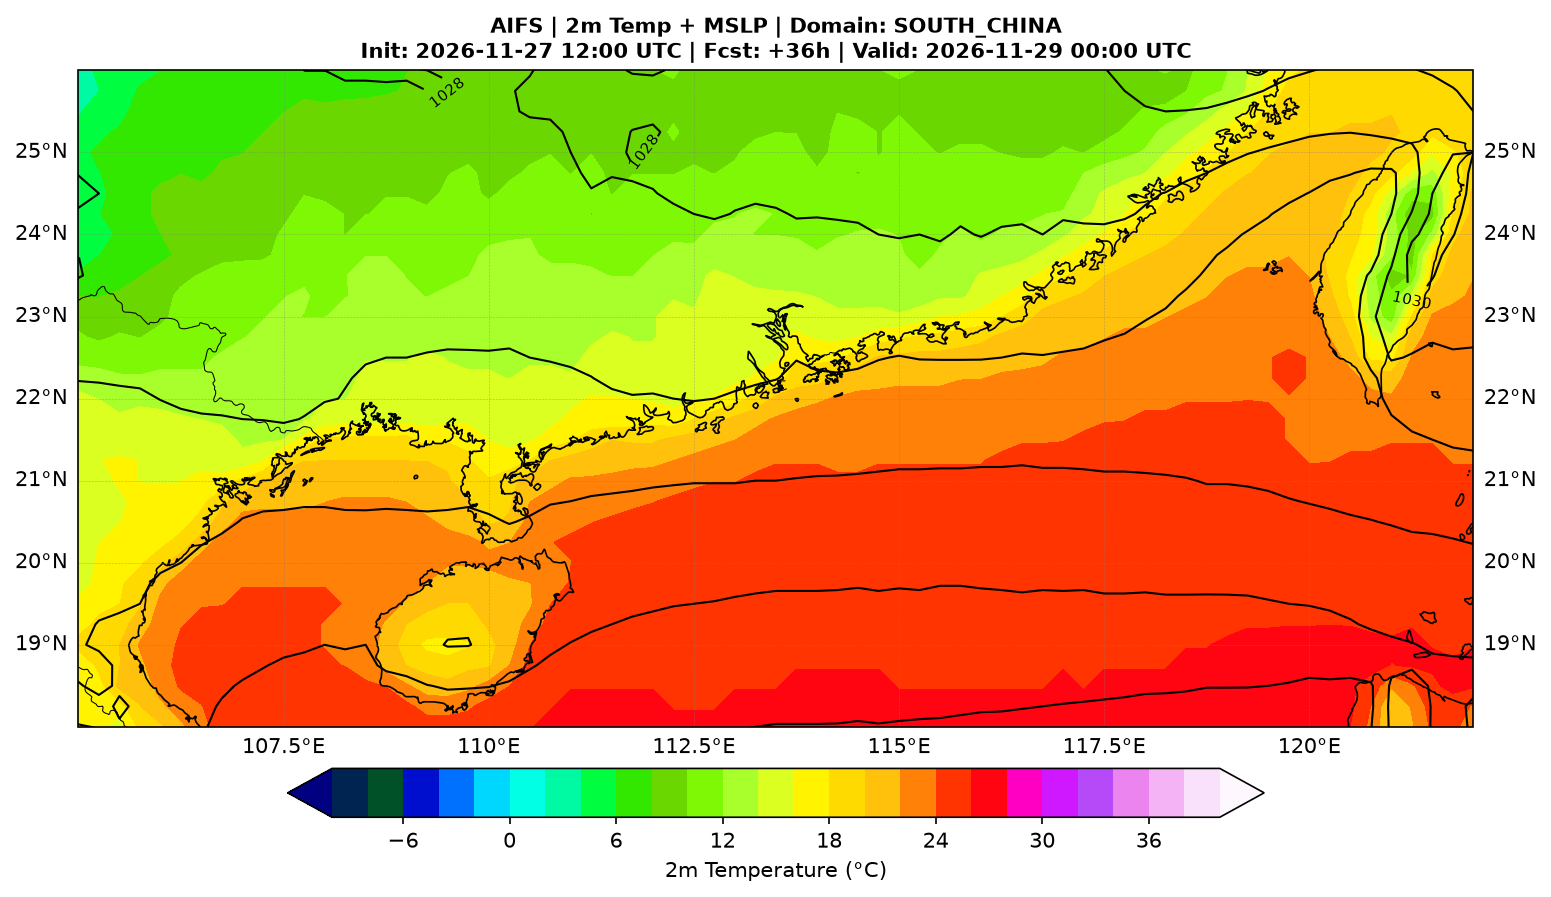 AIFS | 2m Temp + MSLP | Domain: SOUTH_CHINA
Init: 2026-11-27 12:00 UTC | Fcst: +36h | Valid: 2026-11-29 00:00 UTC
1028
1028
1030
25°N
24°N
23°N
22°N
21°N
20°N
19°N
25°N
24°N
23°N
22°N
21°N
20°N
19°N
107.5°E 110°E 112.5°E 115°E 117.5°E 120°E
−6 0 6 12 18 24 30 36
2m Temperature (°C)